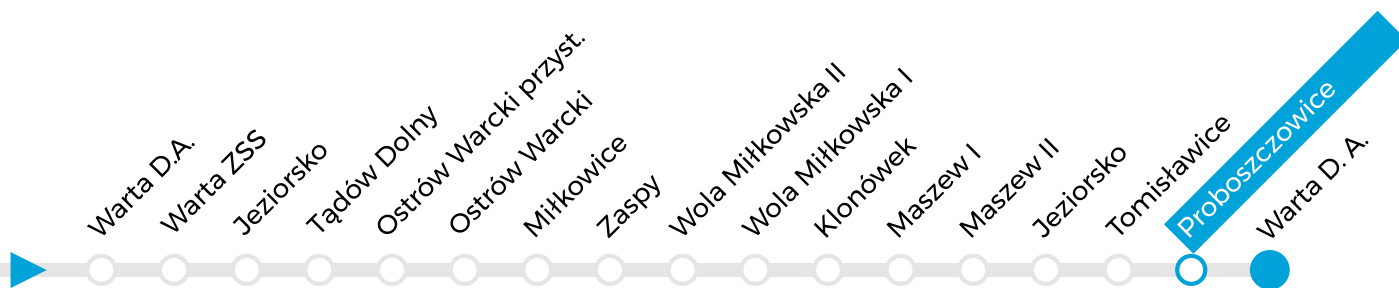 Warta D.A.
Warta ZSS
Jeziorsko
Tądów Dolny
Ostrów Warcki przyst.
Ostrów Warcki
Miłkowice
Zaspy
Wola Miłkowska II
Wola Miłkowska I
Klonówek
Maszew I
Maszew II
Jeziorsko
Tomisławice
Proboszczowice
Warta D. A.